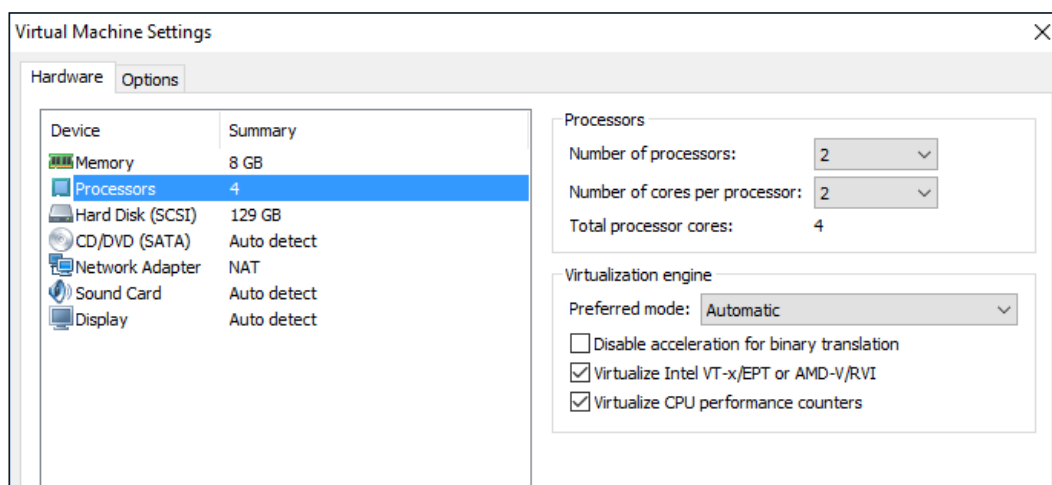 Virtual Machine Settings
Hardware Options
Device Summary
Memory 8 GB
Processors 4
Hard Disk (SCSI) 129 GB
CD/DVD (SATA) Auto detect
Network Adapter NAT
Sound Card Auto detect
Display Auto detect
Processors
Number of processors: 2
Number of cores per processor: 2
Total processor cores: 4
Virtualization engine
Preferred mode: Automatic
Disable acceleration for binary translation
Virtualize Intel VT-x/EPT or AMD-V/RVI
Virtualize CPU performance counters